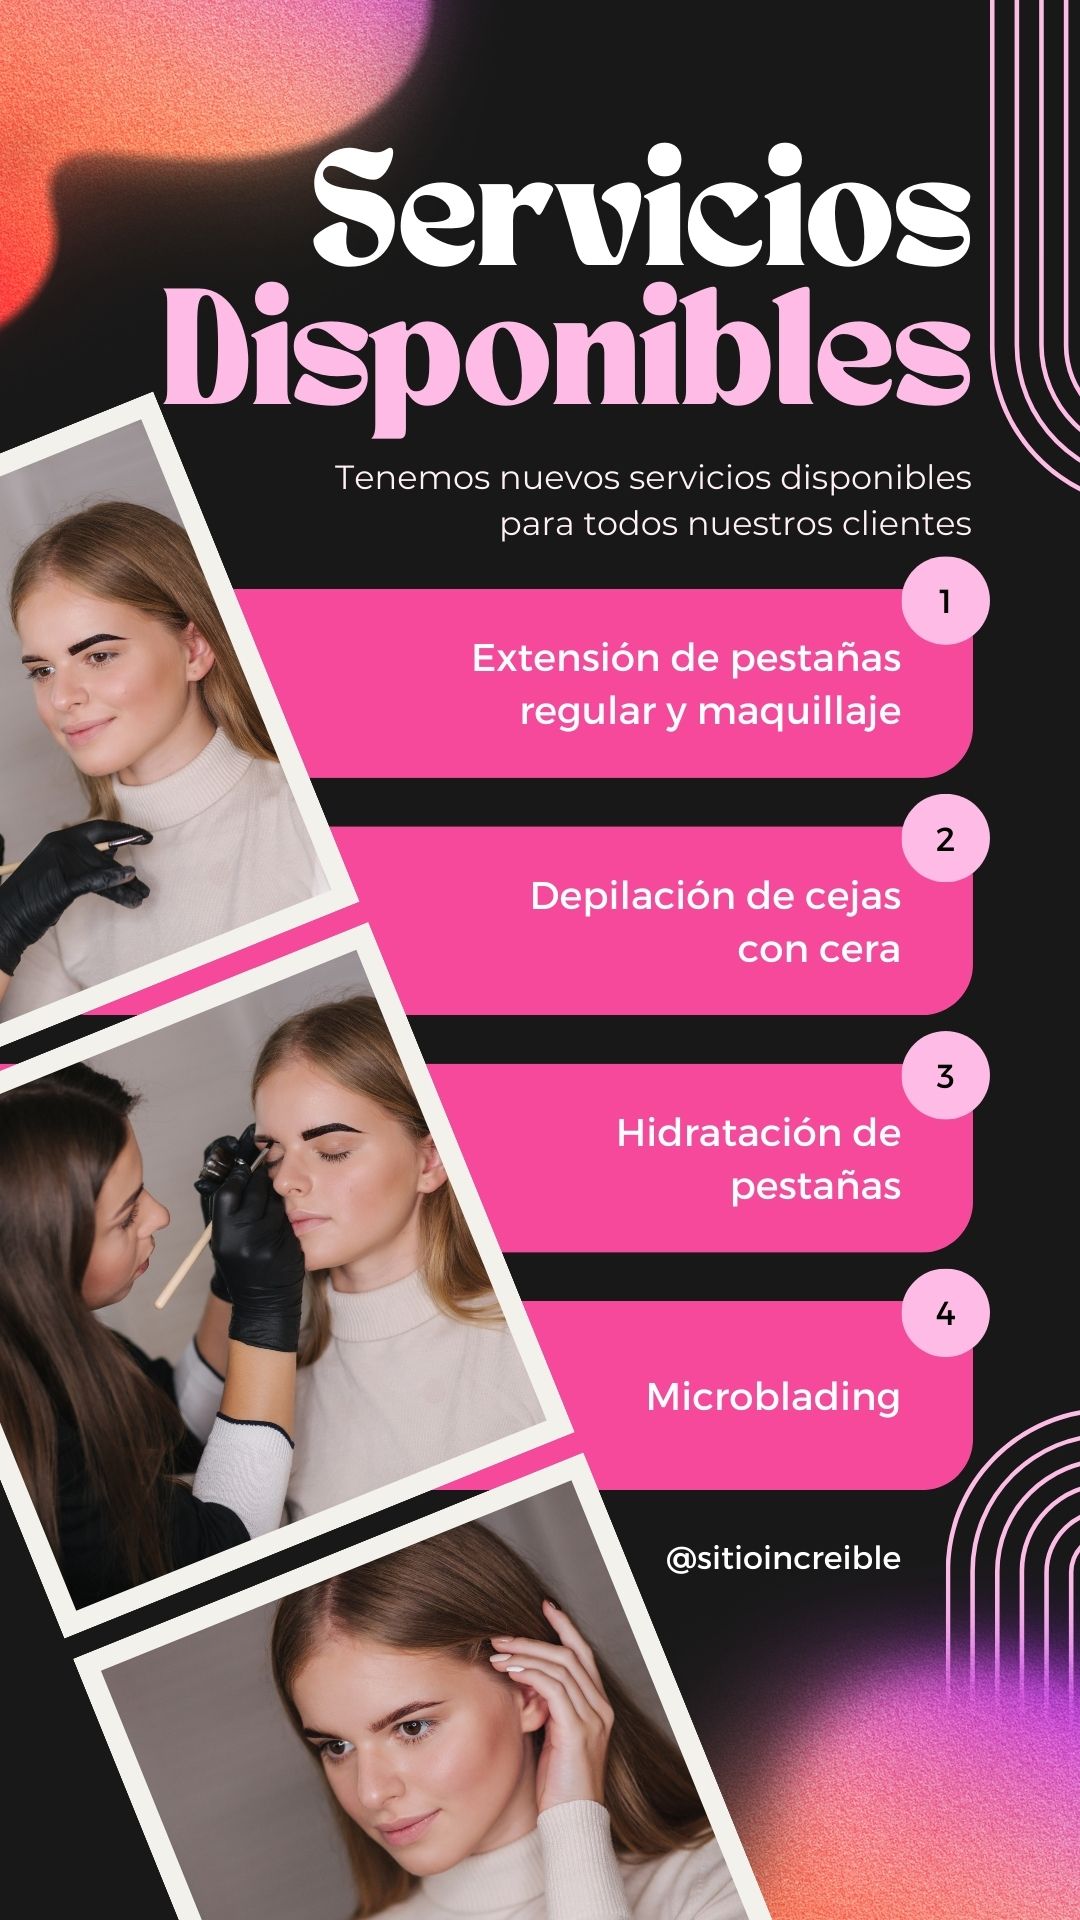 Servicios
Disponibles
Tenemos nuevos servicios disponibles
para todos nuestros clientes
1
Extensión de pestañas
regular y maquillaje
2
Depilación de cejas
con cera
3
Hidratación de
pestañas
4
Microblading
@sitioincreible